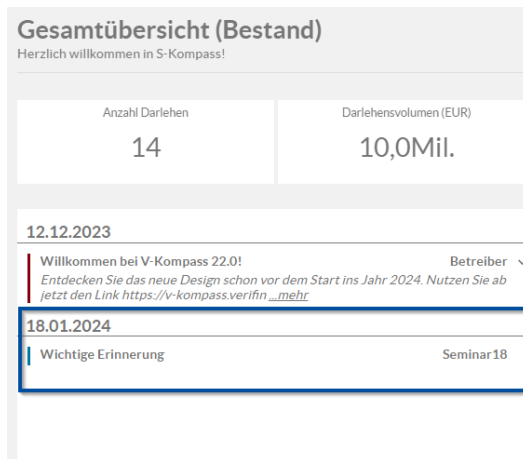 Gesamtübersicht (Bestand)
Herzlich willkommen in S-Kompass!
Anzahl Darlehen
14
Darlehensvolumen (EUR)
10,0Mil.
12.12.2023
Willkommen bei V-Kompass 22.0! Betreiber
Entdecken Sie das neue Design schon vor dem Start ins Jahr 2024. Nutzen Sie ab
jetzt den Link https://v-kompass.verifin ...mehr
18.01.2024
Wichtige Erinnerung Seminar18